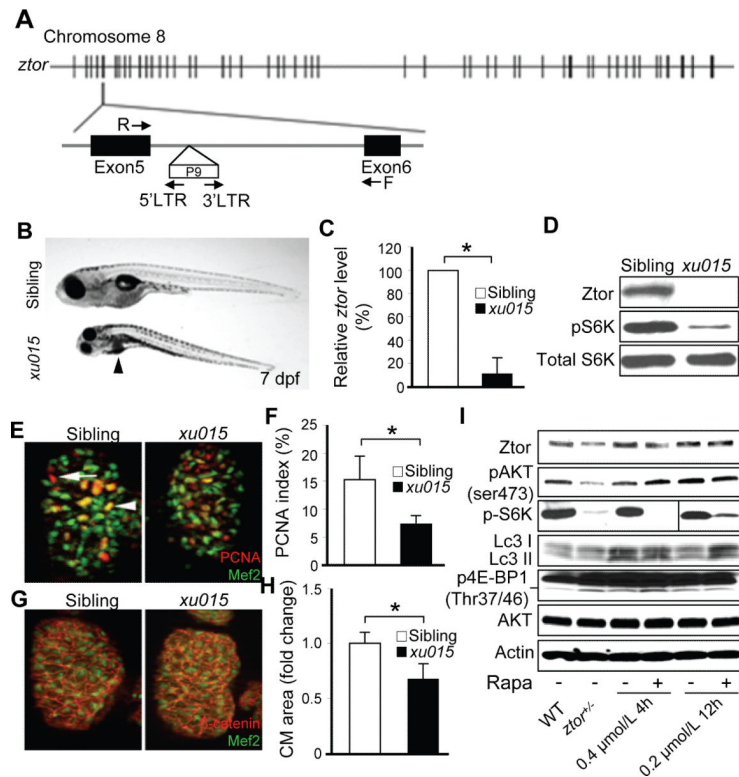 A
Chromosome 8
ztor
R
Exon5
P9
Exon6
F
5'LTR 3'LTR
B
Sibling
xu015
7 dpf
C
Relative ztor level
(%)
120
100
80
60
40
20
0
*
Sibling
xu015
D
Sibling xu015
Ztor
pS6K
Total S6K
E
Sibling xu015
PCNA
Mef2
F
PCNA index (%)
25
20
15
10
5
0
*
Sibling
xu015
G
Sibling xu015
Mef2
H
CM area (fold change)
1.5
1.0
0.5
0
*
Sibling
xu015
I
Ztor
pAKT
(ser473)
p-S6K
Lc3 I
Lc3 II
p4E-BP1
(Thr37/46)
AKT
Actin
Rapa - - - + - +
WT
ztor+/-
0.4 μmol/L 4h
0.2 μmol/L 12h